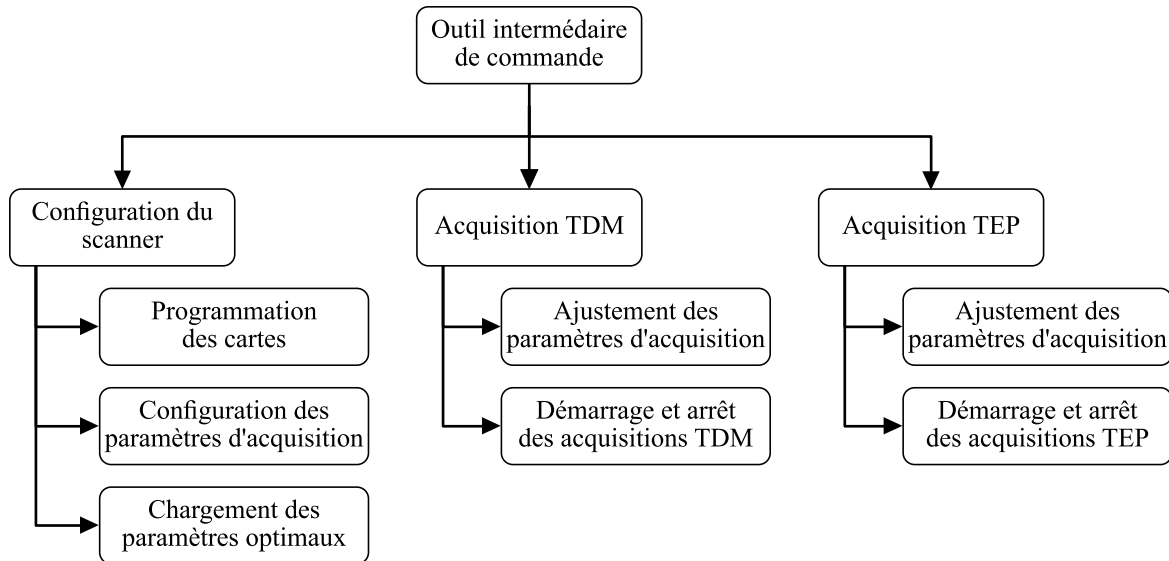 Outil intermédaire
de commande
Configuration du
scanner
Acquisition TDM
Acquisition TEP
Programmation
des cartes
Ajustement des
paramètres d'acquisition
Ajustement des
paramètres d'acquisition
Configuration des
paramètres d'acquisition
Démarrage et arrêt
des acquisitions TDM
Démarrage et arrêt
des acquisitions TEP
Chargement des
paramètres optimaux